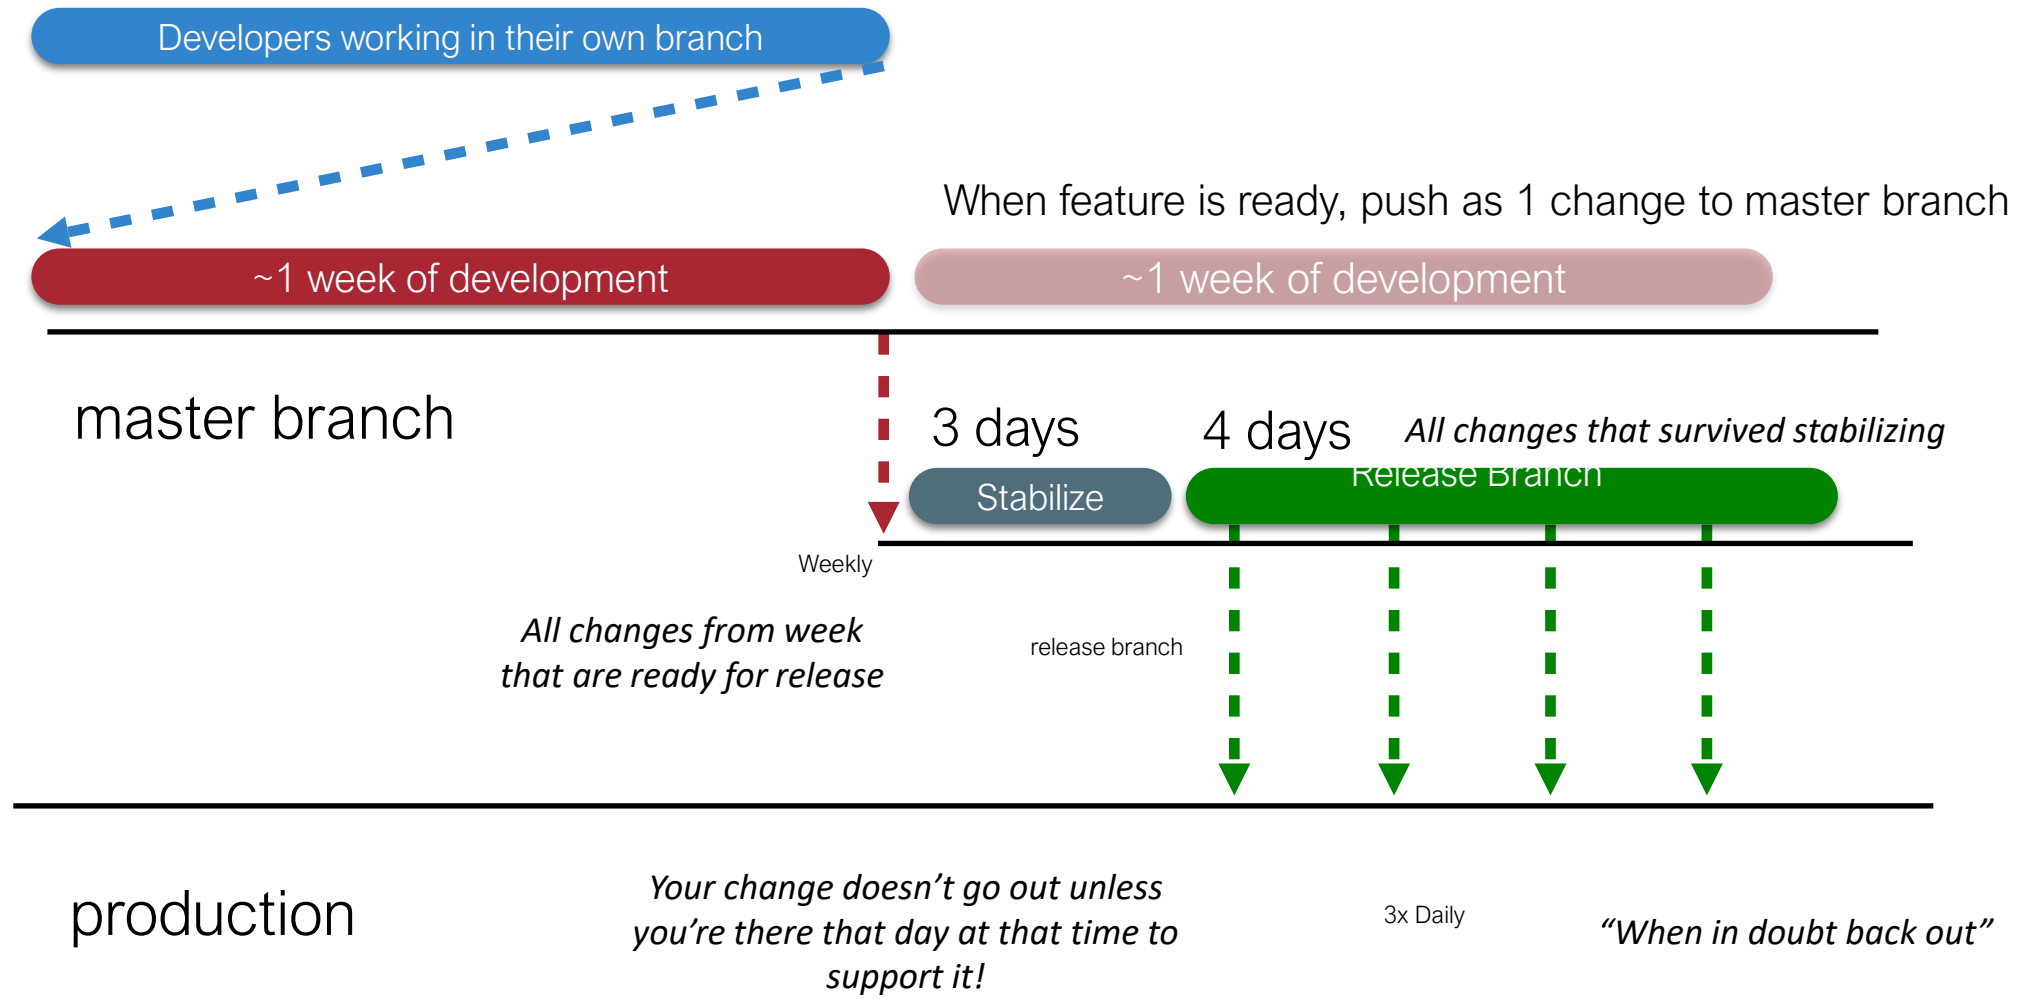 Developers working in their own branch
When feature is ready, push as 1 change to master branch
~1 week of development
~1 week of development
master branch
3 days
4 days
All changes that survived stabilizing
Stabilize
Release Branch
Weekly
All changes from week
that are ready for release
release branch
production
Your change doesn’t go out unless
you’re there that day at that time to
support it!
3x Daily
“When in doubt back out”